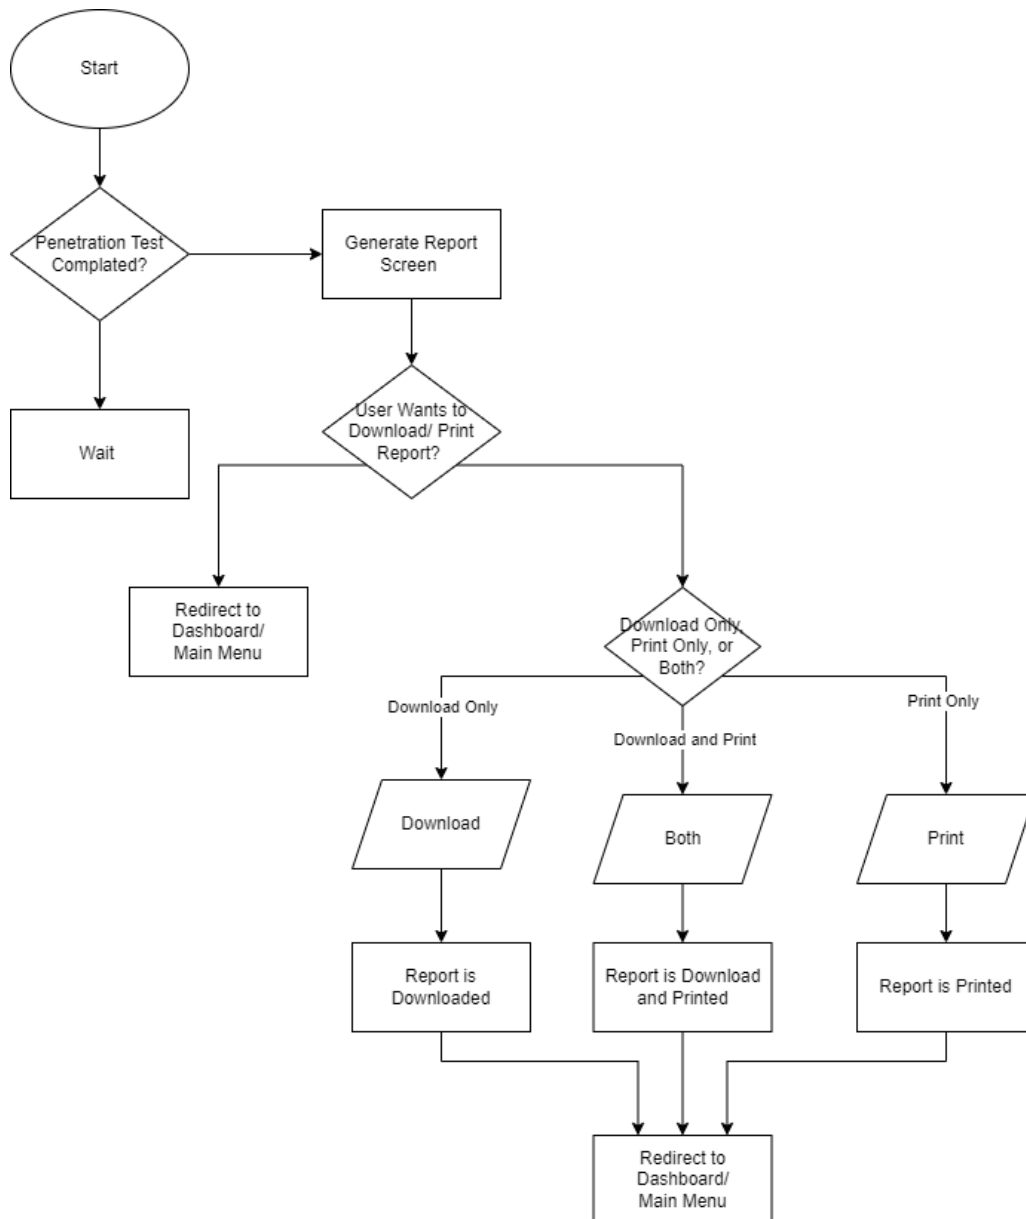 Start
Penetration Test
Complated?
Generate Report
Screen
Wait
User Wants to
Download/ Print
Report?
Redirect to
Dashboard/
Main Menu
Download Only,
Print Only, or
Both?
Download Only
Download and Print
Print Only
Download
Both
Print
Report is
Downloaded
Report is Download
and Printed
Report is Printed
Redirect to
Dashboard/
Main Menu